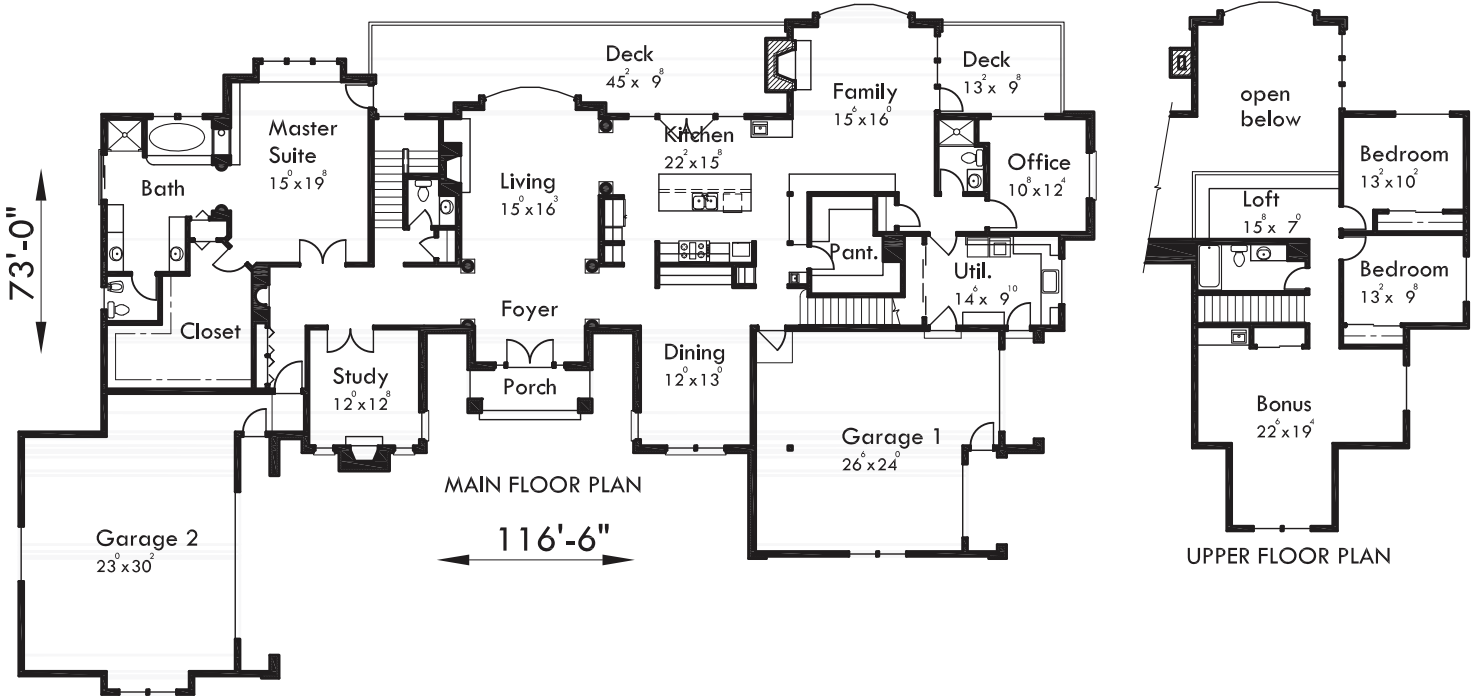 Deck
45² x 9⁸
Deck
13² x 9⁸
Family
15⁶ x 16⁰
Master
Suite
15⁰ x 19⁸
Kitchen
22² x 15⁸
Office
10⁸ x 12⁴
Bath
Living
15⁰ x 16³
73'-0"
Pant.
Util.
14⁶ x 9¹⁰
Foyer
Closet
Dining
12⁰ x 13⁰
Study
12⁰ x 12⁸
Porch
Garage 1
26⁶ x 24⁰
MAIN FLOOR PLAN
116'-6"
Garage 2
23⁰ x 30²
open
below
Bedroom
13² x 10²
Loft
15⁸ x 7⁰
Bedroom
13² x 9⁸
Bonus
22⁶ x 19⁴
UPPER FLOOR PLAN